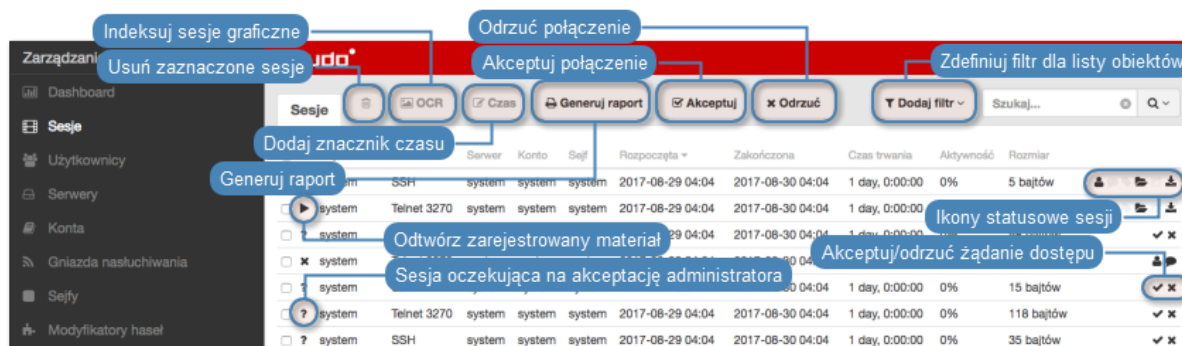 Indeksuj sesje graficzne
Odrzuć połączenie
Zarządzani
udo
Usuń zaznaczone sesje
Akceptuj połączenie
Zdefiniuj filtr dla listy obiektów
Dashboard
Sesje
OCR
Czas
Generuj raport
Akceptuj
Odrzuć
Dodaj filtr
Szukaj...
Sesje
Dodaj znacznik czasu
Użytkownicy
Serwer Konto Sejf Rozpoczęta Zakończona Czas trwania Aktywność Rozmiar
Generuj raport
SSH system system system 2017-08-29 04:04 2017-08-30 04:04 1 day, 0:00:00 0% 5 bajtów
Serwery
? system Telnet 3270 system system system 2017-08-29 04:04 2017-08-30 04:04 1 day, 0:00:00
Ikony statusowe sesji
Konta
? system
Odtwórz zarejestrowany materiał
Akceptuj/odrzuć żądanie dostępu
Gniazda nasłuchiwania
system
Sesja oczekująca na akceptację administratora
Sejfy
? system
04:04 1 day, 0:00:00 0% 15 bajtów
? system Telnet 3270 system system system 2017-08-29 04:04 2017-08-30 04:04 1 day, 0:00:00 0% 118 bajtów
Modyfikatory haseł
? system SSH system system system 2017-08-29 04:04 2017-08-30 04:04 1 day, 0:00:00 0% 35 bajtów